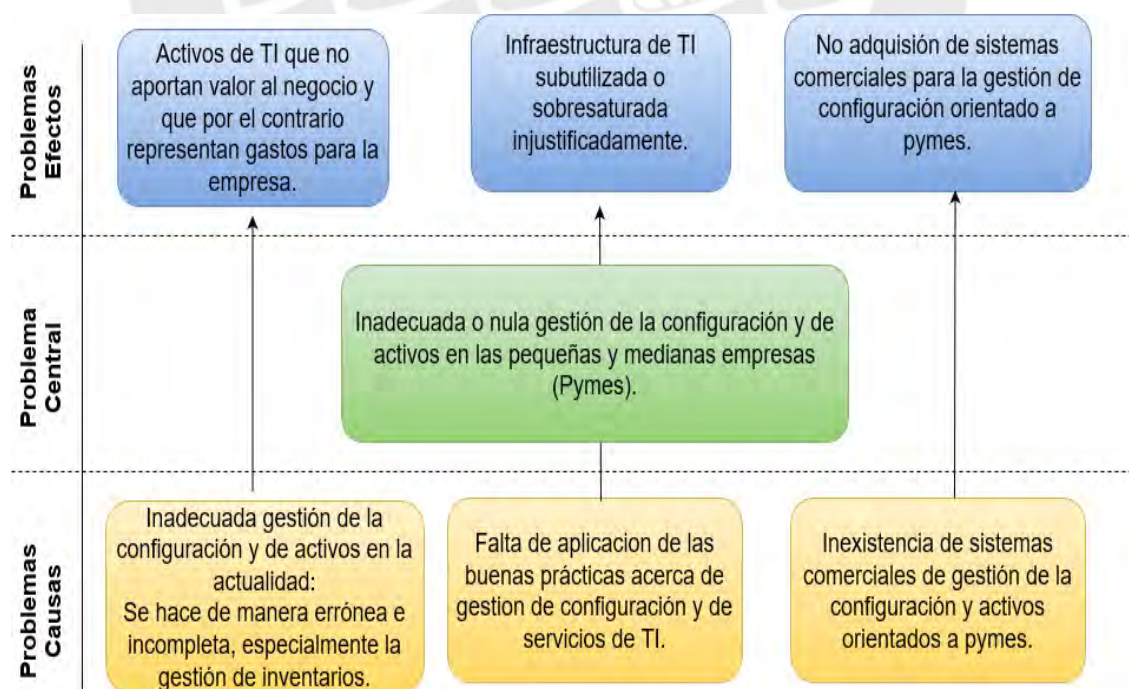 Problemas
Efectos
Activos de TI que no
aportan valor al negocio y
que por el contrario
representan gastos para la
empresa.
Infraestructura de TI
subutilizada o
sobresaturada
injustificadamente.
No adquisión de sistemas
comerciales para la gestión de
configuración orientado a
pymes.
Problema
Central
Inadecuada o nula gestión de la configuración y de
activos en las pequeñas y medianas empresas
(Pymes).
Problemas
Causas
Inadecuada gestión de la
configuración y de activos en la
actualidad:
Se hace de manera errónea e
incompleta, especialmente la
gestión de inventarios.
Falta de aplicacion de las
buenas prácticas acerca de
gestion de configuración y de
servicios de TI.
Inexistencia de sistemas
comerciales de gestión de la
configuración y activos
orientados a pymes.